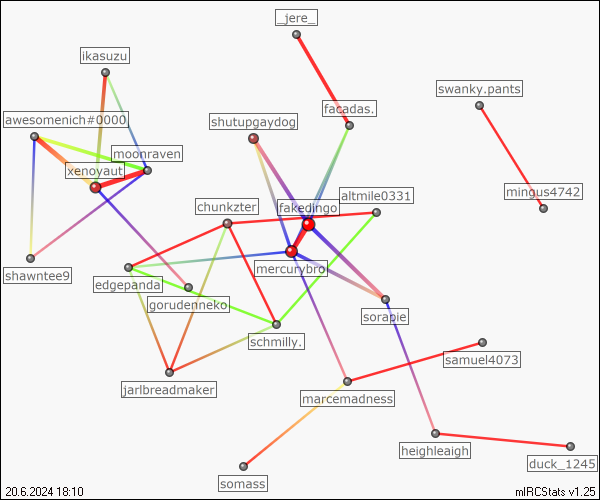 _jere_
ikasuzu
swanky.pants
facadas.
awesomenich#0000
shutupgaydog
moonraven
xenoyaut
mingus4742
altmile0331
chunkzter
fakedingo
mercurybro
shawntee9
edgepanda
gorudenneko
sorapie
schmilly.
samuel4073
jarlbreadmaker
marcemadness
heighleaigh
duck_1245
somass
20.6.2024 18:10
mIRCStats v1.25